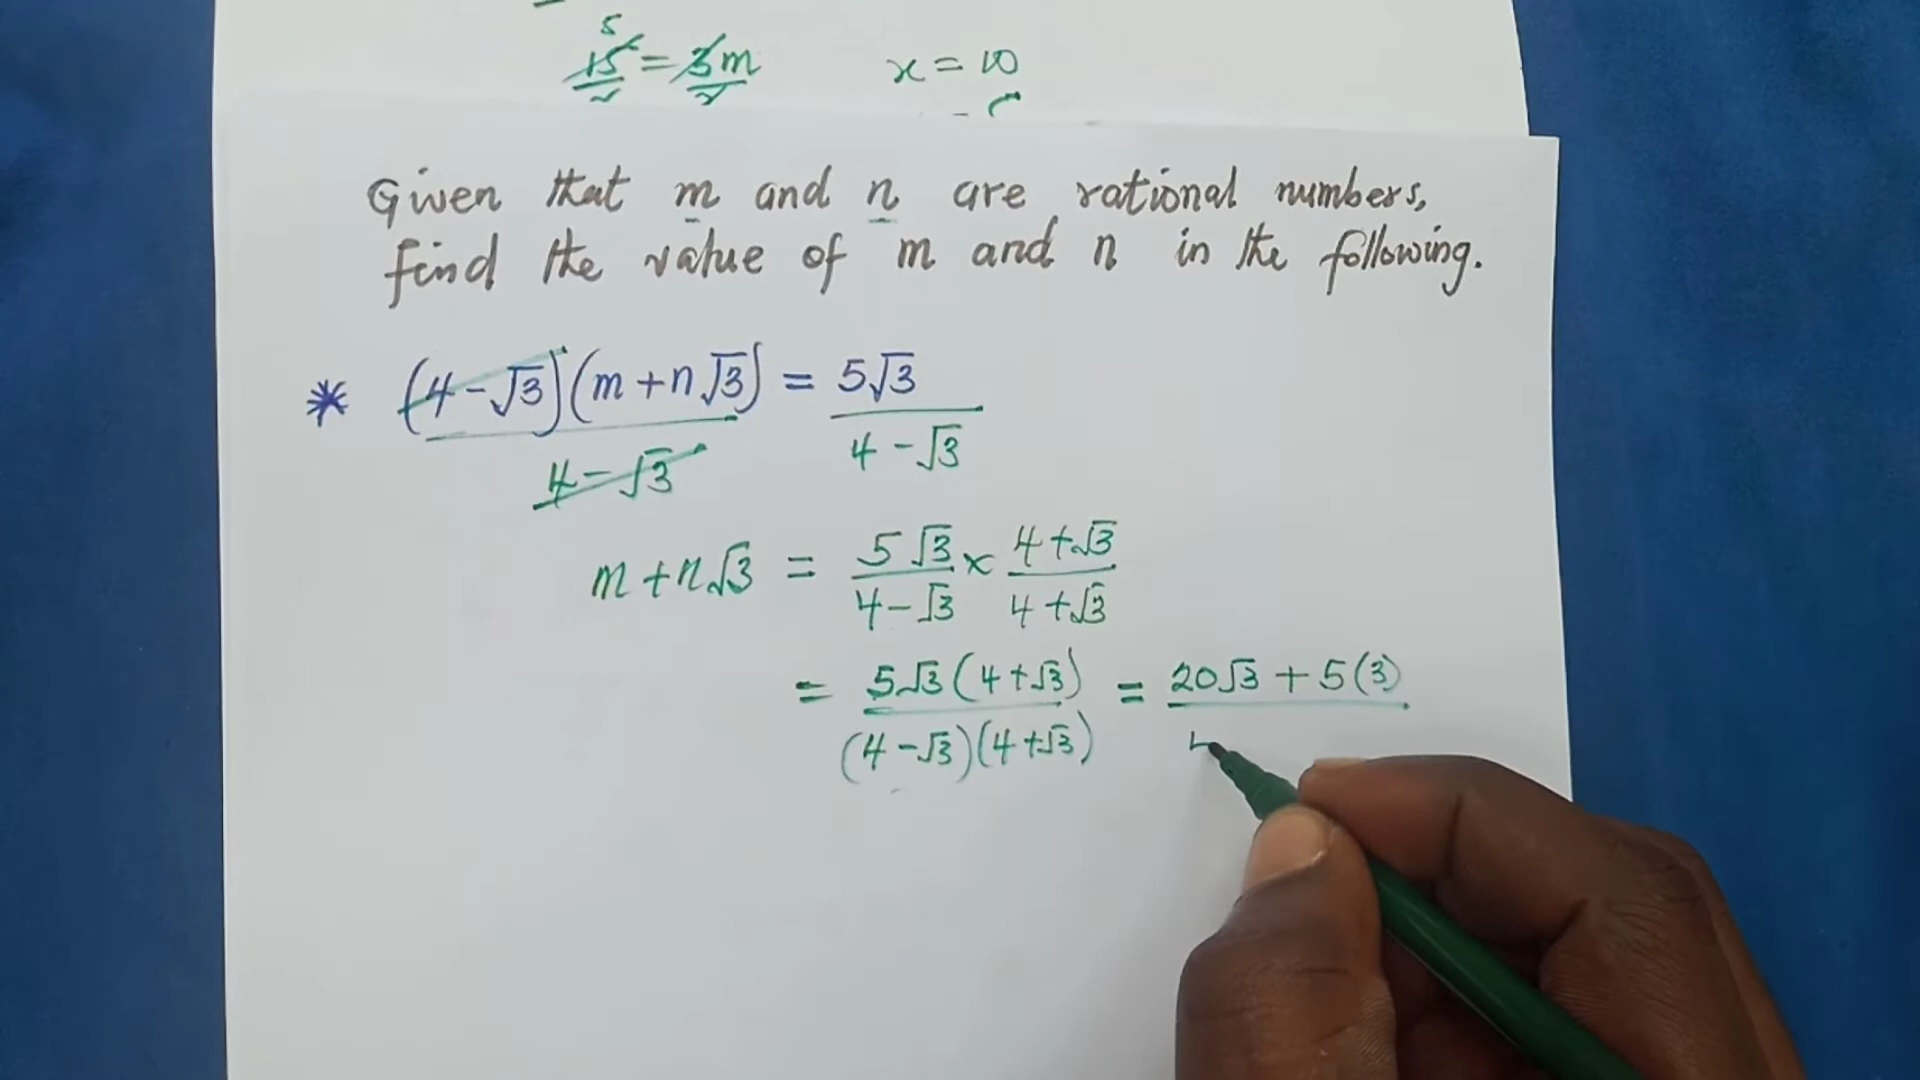 5
15 = 3m x = 10
Given that m and n are rational numbers,
find the value of m and n in the following.
* (4 - √3)(m + n√3) = 5√3
4 - √3 4 - √3
m + n√3 = 5√3 × 4 + √3
4 - √3 4 + √3
= 5√3 (4 + √3) = 20√3 + 5(3)
(4 - √3)(4 + √3)